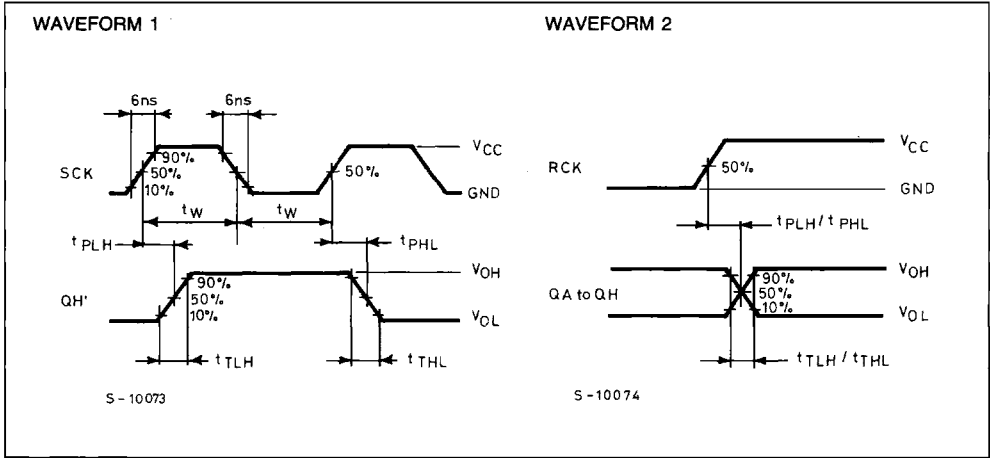 WAVEFORM 1
6ns 6ns
VCC
90%
SCK 50% 50%
10%
GND
tW tW
tPLH tPHL
VOH
90%
QH' 50%
10%
VOL
tTLH tTHL
S-10073
WAVEFORM 2
VCC
RCK 50%
GND
tPLH/tPHL
VOH
90%
QA to QH 50%
10%
VOL
tTLH/tTHL
S-10074